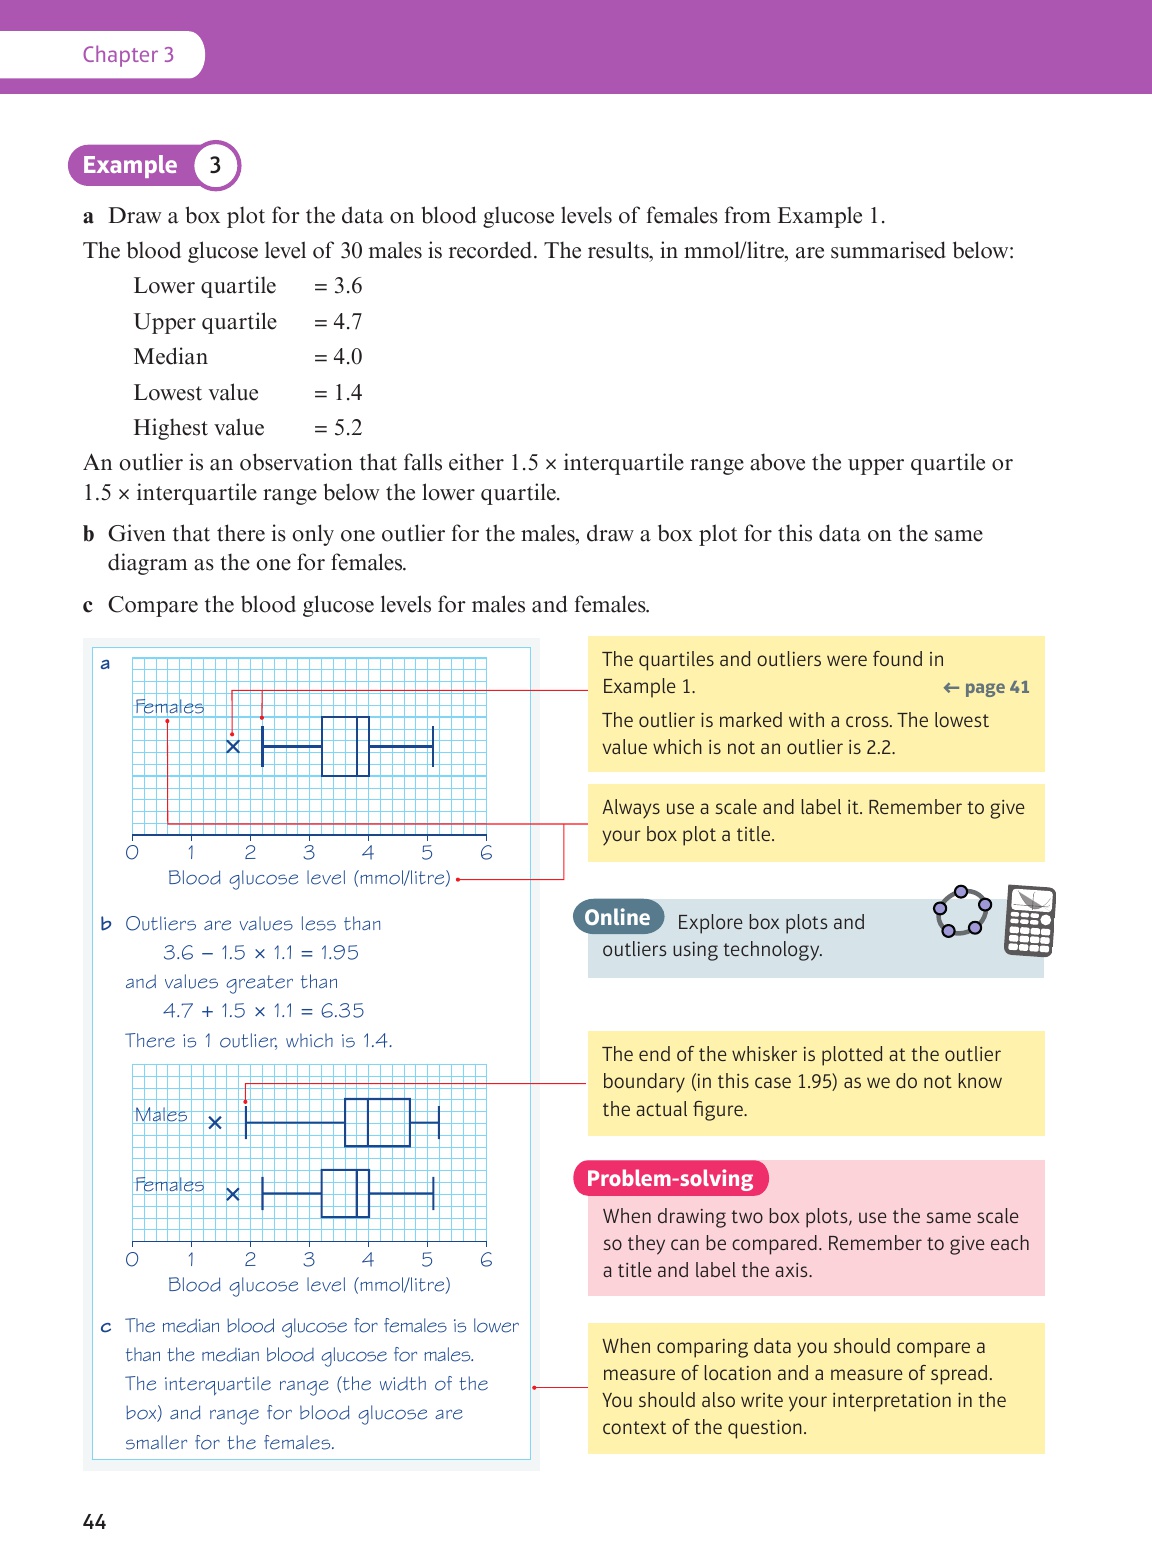 Chapter 3
Example 3
a Draw a box plot for the data on blood glucose levels of females from Example 1.
The blood glucose level of 30 males is recorded. The results, in mmol/litre, are summarised below:
Lower quartile = 3.6
Upper quartile = 4.7
Median = 4.0
Lowest value = 1.4
Highest value = 5.2
An outlier is an observation that falls either 1.5 × interquartile range above the upper quartile or
1.5 × interquartile range below the lower quartile.
b Given that there is only one outlier for the males, draw a box plot for this data on the same
diagram as the one for females.
c Compare the blood glucose levels for males and females.
a
Females
0 1 2 3 4 5 6
Blood glucose level (mmol/litre)
The quartiles and outliers were found in
Example 1. ← page 41
The outlier is marked with a cross. The lowest
value which is not an outlier is 2.2.
Always use a scale and label it. Remember to give
your box plot a title.
b Outliers are values less than
3.6 − 1.5 × 1.1 = 1.95
and values greater than
4.7 + 1.5 × 1.1 = 6.35
There is 1 outlier, which is 1.4.
Online Explore box plots and
outliers using technology.
Males
Females
0 1 2 3 4 5 6
Blood glucose level (mmol/litre)
The end of the whisker is plotted at the outlier
boundary (in this case 1.95) as we do not know
the actual figure.
Problem-solving
When drawing two box plots, use the same scale
so they can be compared. Remember to give each
a title and label the axis.
c The median blood glucose for females is lower
than the median blood glucose for males.
The interquartile range (the width of the
box) and range for blood glucose are
smaller for the females.
When comparing data you should compare a
measure of location and a measure of spread.
You should also write your interpretation in the
context of the question.
44